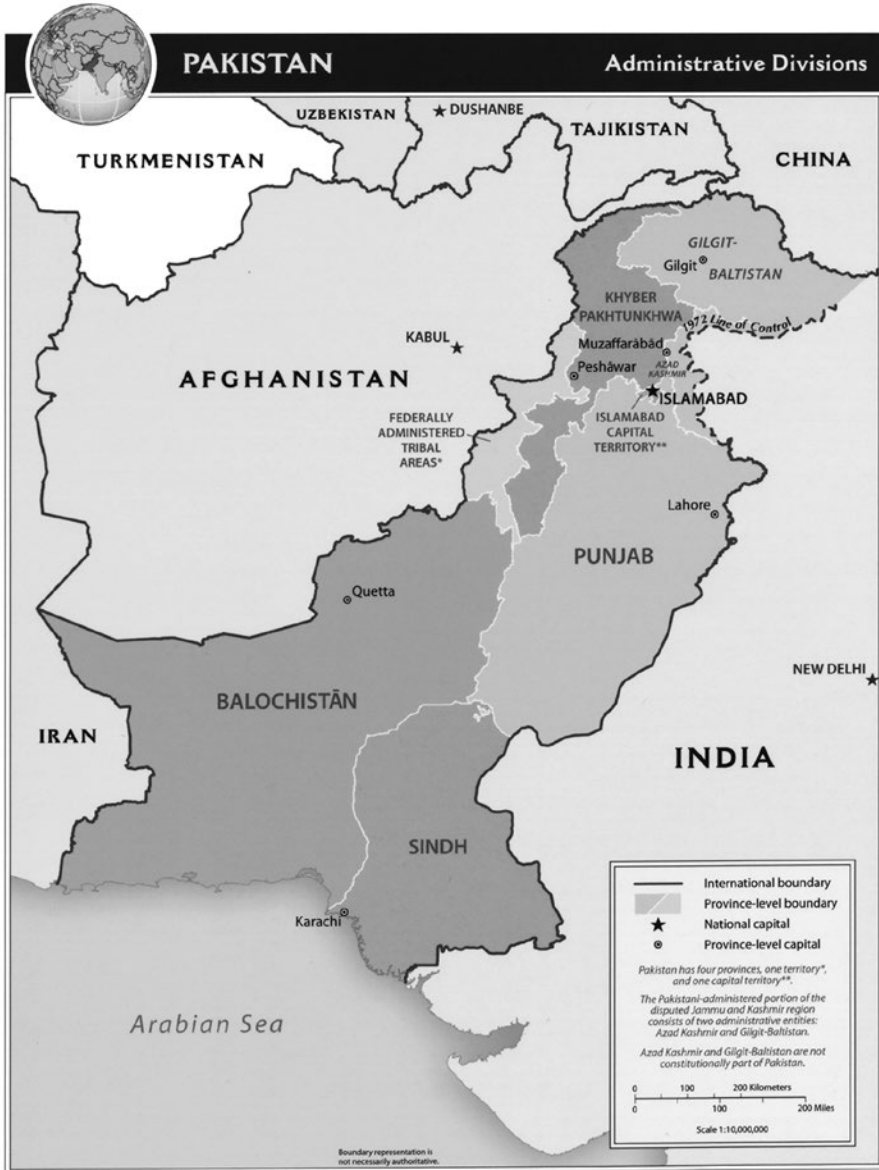 PAKISTAN
Administrative Divisions
UZBEKISTAN
DUSHANBE
TAJIKISTAN
TURKMENISTAN
CHINA
GILGIT-
BALTISTAN
Gilgit
KHYBER
PAKHTUNKHWA
1972 Line of Control
KABUL
Muzaffarābād
AZAD
KASHMIR
Peshāwar
AFGHANISTAN
ISLAMABAD
FEDERALLY
ADMINISTERED
TRIBAL
AREAS*
ISLAMABAD
CAPITAL
TERRITORY**
Lahore
PUNJAB
Quetta
NEW DELHI
BALOCHISTĀN
IRAN
INDIA
SINDH
Karachi
Arabian Sea
International boundary
Province-level boundary
National capital
Province-level capital
Pakistan has four provinces, one territory*,
and one capital territory**.
The Pakistani-administered portion of the
disputed Jammu and Kashmir region
consists of two administrative entities:
Azad Kashmir and Gilgit-Baltistan.
Azad Kashmir and Gilgit-Baltistan are not
constitutionally part of Pakistan.
0 100 200 Kilometers
0 100 200 Miles
Scale 1:10,000,000
Boundary representation is
not necessarily authoritative.